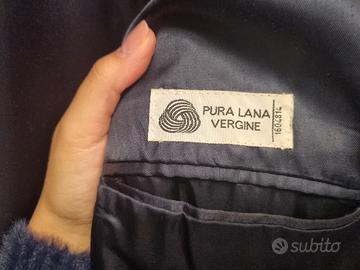 PURA LANA
VERGINE
1604814
subito